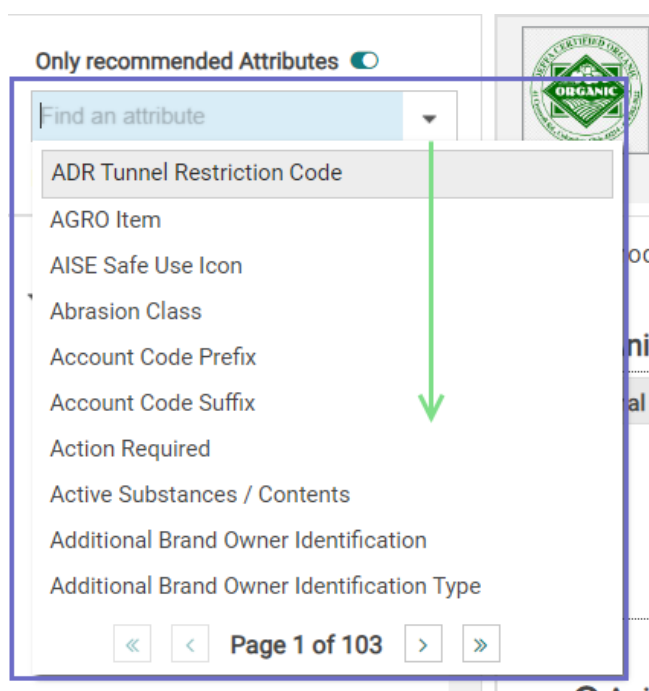 Only recommended Attributes
Find an attribute
ADR Tunnel Restriction Code
AGRO Item
AISE Safe Use Icon
Abrasion Class
Account Code Prefix
Account Code Suffix
Action Required
Active Substances / Contents
Additional Brand Owner Identification
Additional Brand Owner Identification Type
« ‹ Page 1 of 103 › »
ORGANIC